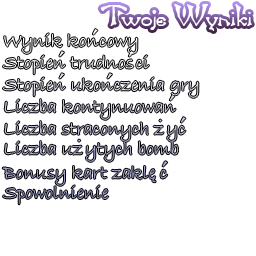 Twoje Wyniki
Wynik końcowy
Stopień trudności
Stopień ukończenia gry
Liczba kontynuowań
Liczba straconych żyć
Liczba użytych bomb
Bonusy kart zaklęć
Spowolnienie